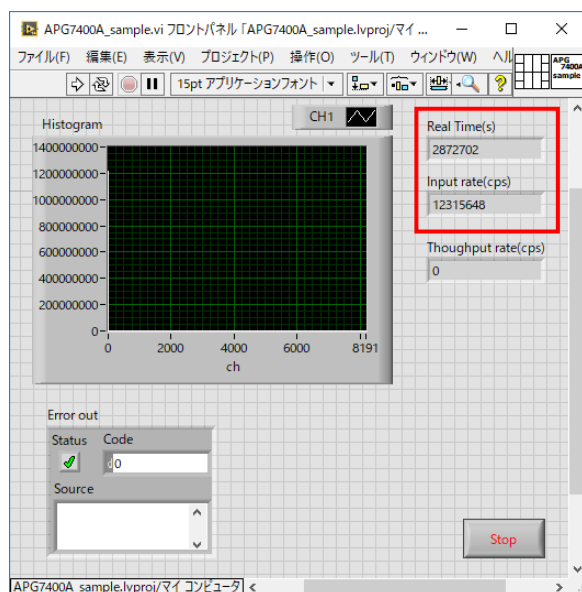 APG7400A_sample.vi フロントパネル「APG7400A_sample.lvproj/マイ ...
ファイル(F) 編集(E) 表示(V) プロジェクト(P) 操作(O) ツール(T) ウィンドウ(W) ヘル
APG
7400A
sample
15pt アプリケーションフォント
Histogram
CH1
1400000000
1200000000
1000000000
800000000
600000000
400000000
200000000
0
0 2000 4000 6000 8191
ch
Real Time(s)
2872702
Input rate(cps)
12315648
Thoughput rate(cps)
0
Error out
Status Code
d 0
Source
Stop
APG7400A_sample.lvproj/マイ コンピュータ